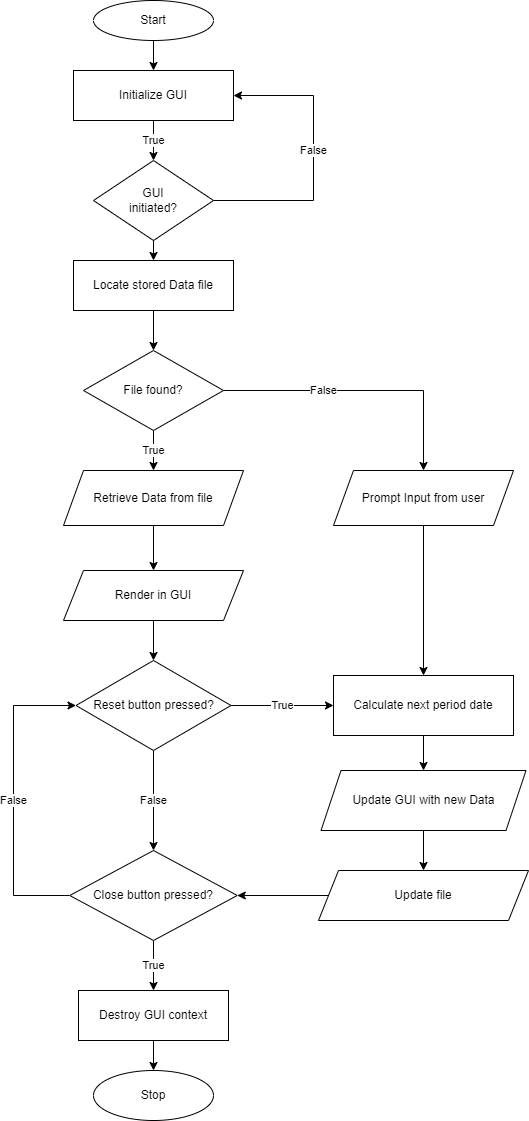 Start
Initialize GUI
True
False
GUI
initiated?
Locate stored Data file
File found?
False
True
Retrieve Data from file
Prompt Input from user
Render in GUI
Reset button pressed?
True
Calculate next period date
False
False
Update GUI with new Data
Close button pressed?
Update file
True
Destroy GUI context
Stop